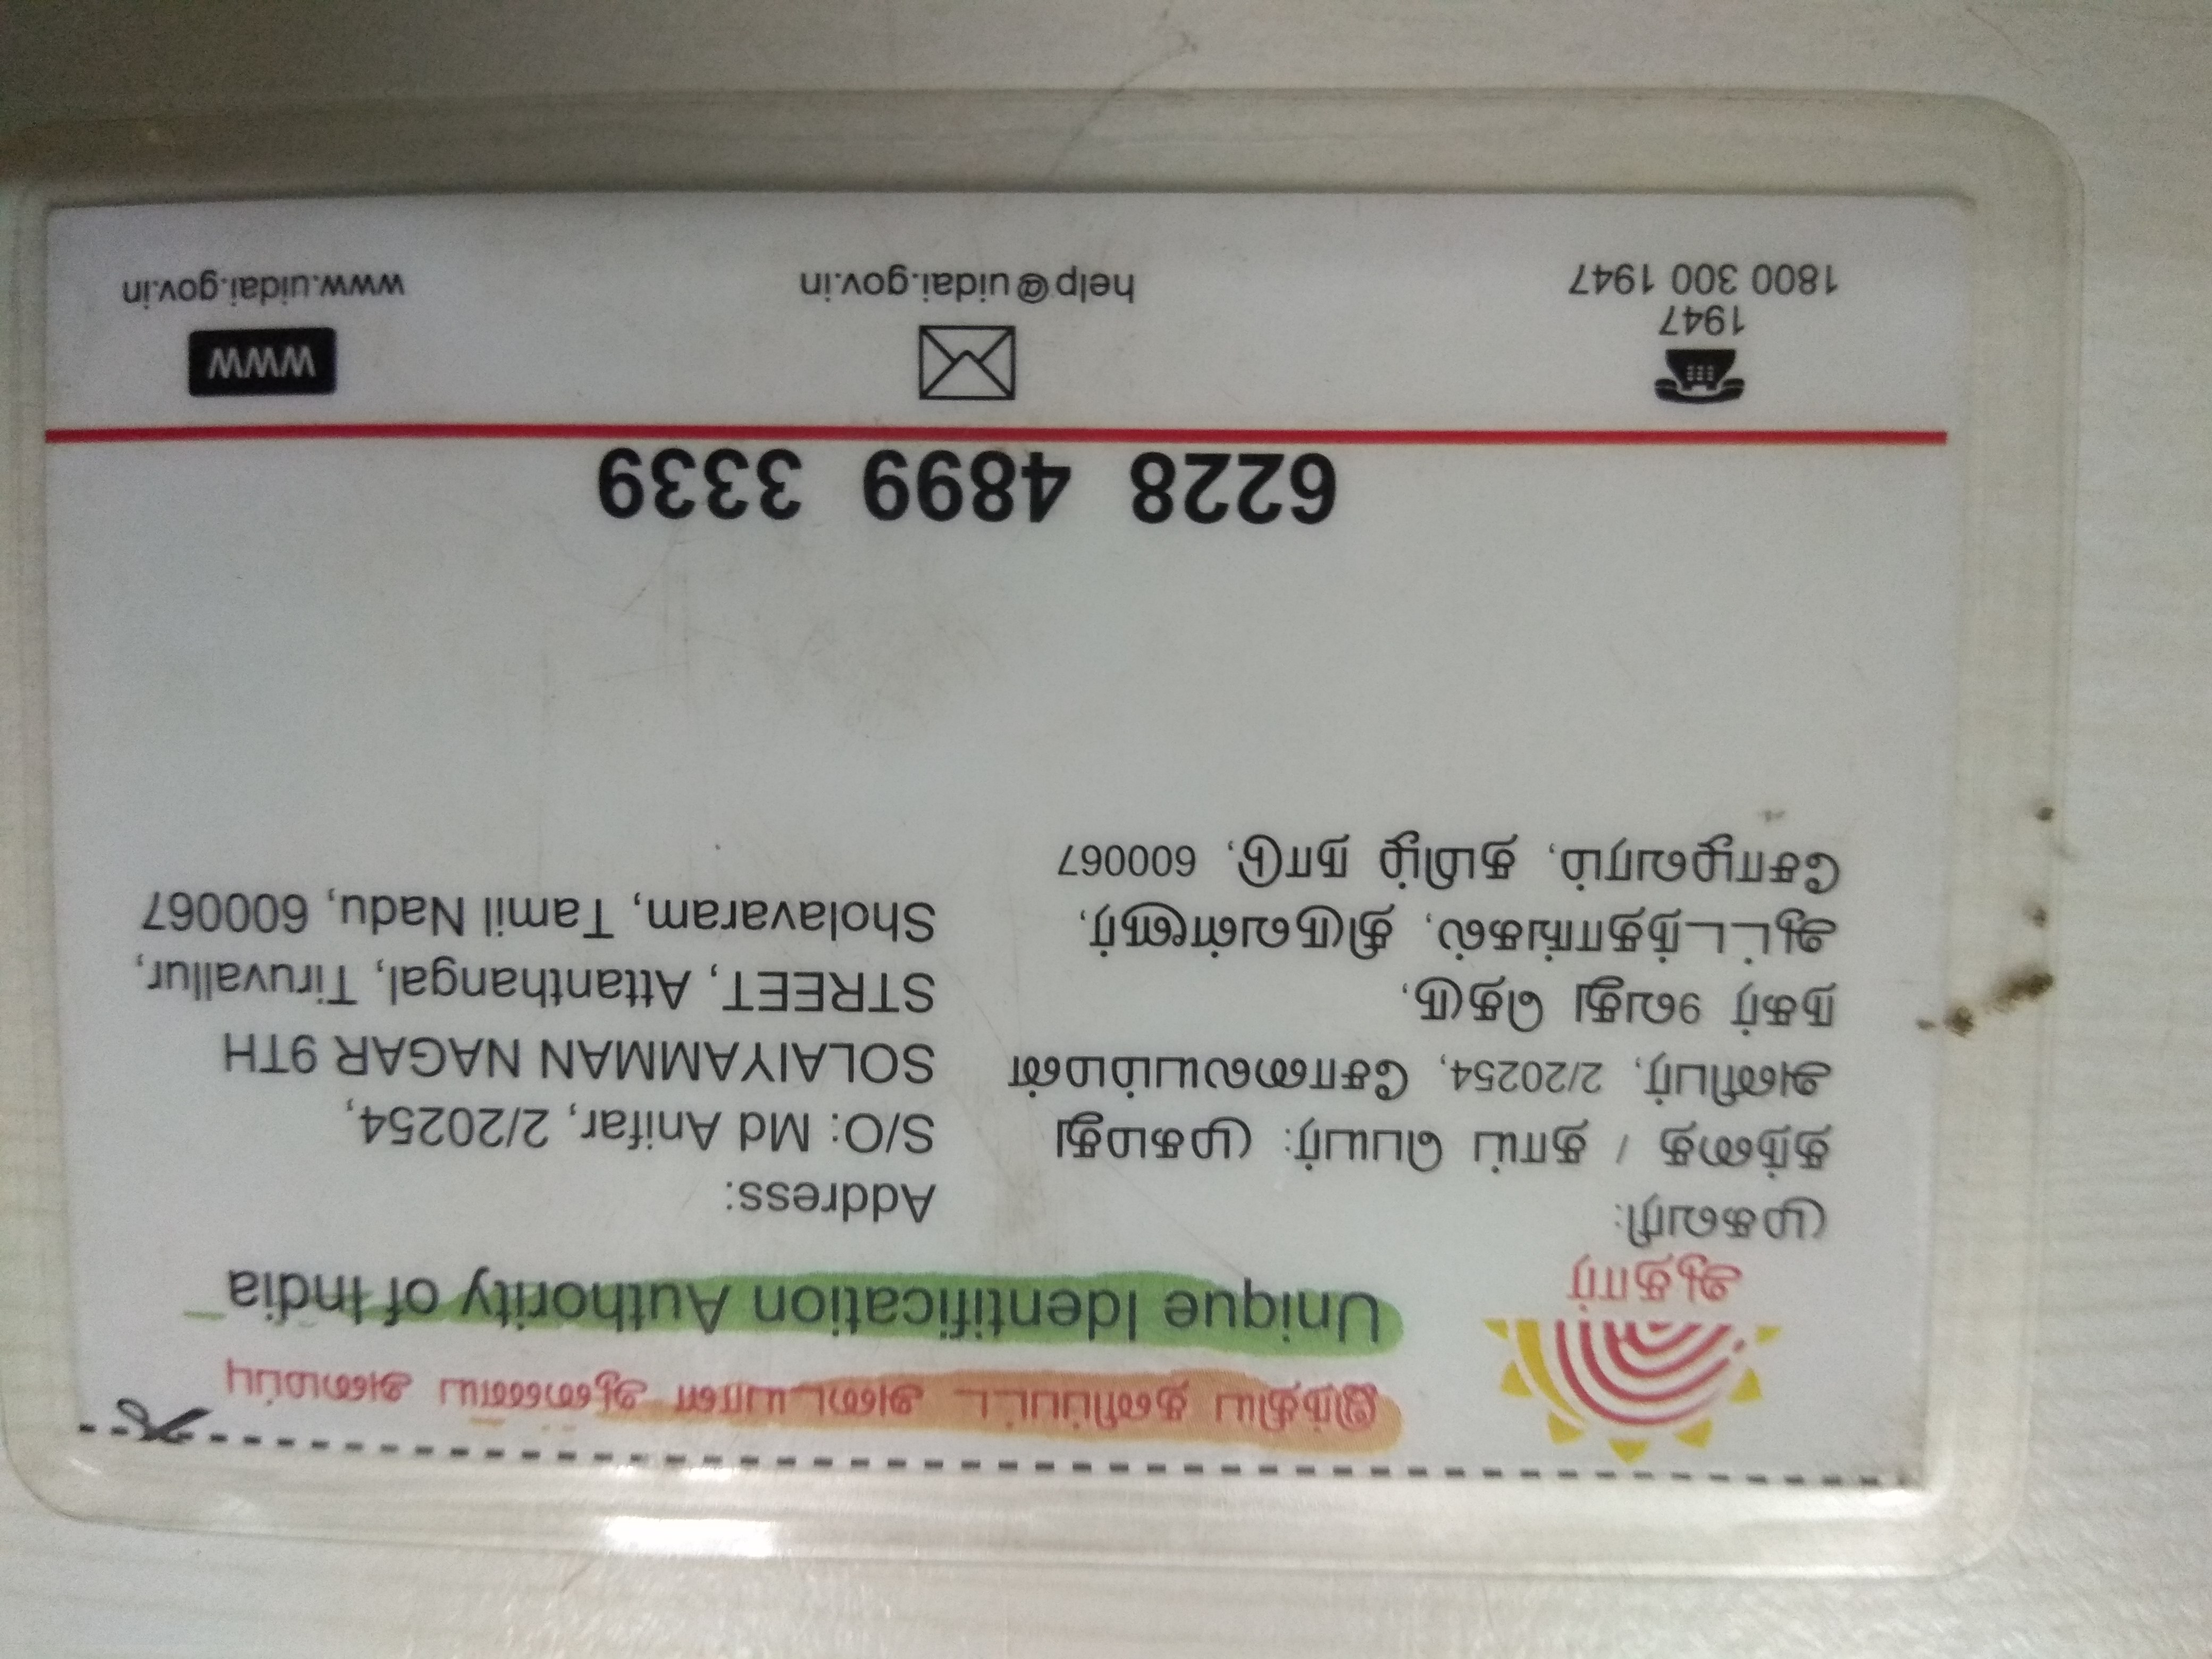 இந்திய தனிப்பட்ட அடையாள ஆணைய அமைப்பு
Unique Identification Authority of India
ஆதார்
முகவரி:
தந்தை / தாய் பெயர்: முகமது
அனிபர், 2/20254, சோலையம்மன்
நகர் 9வது தெரு,
ஆட்டந்தாங்கல், திருவள்ளூர்,
சோழவரம், தமிழ் நாடு, 600067
Address:
S/O: Md Anifar, 2/20254,
SOLAIYAMMAN NAGAR 9TH
STREET, Attanthangal, Tiruvallur,
Sholavaram, Tamil Nadu, 600067
6228 4899 3339
1947
1800 300 1947
help@uidai.gov.in
WWW
www.uidai.gov.in